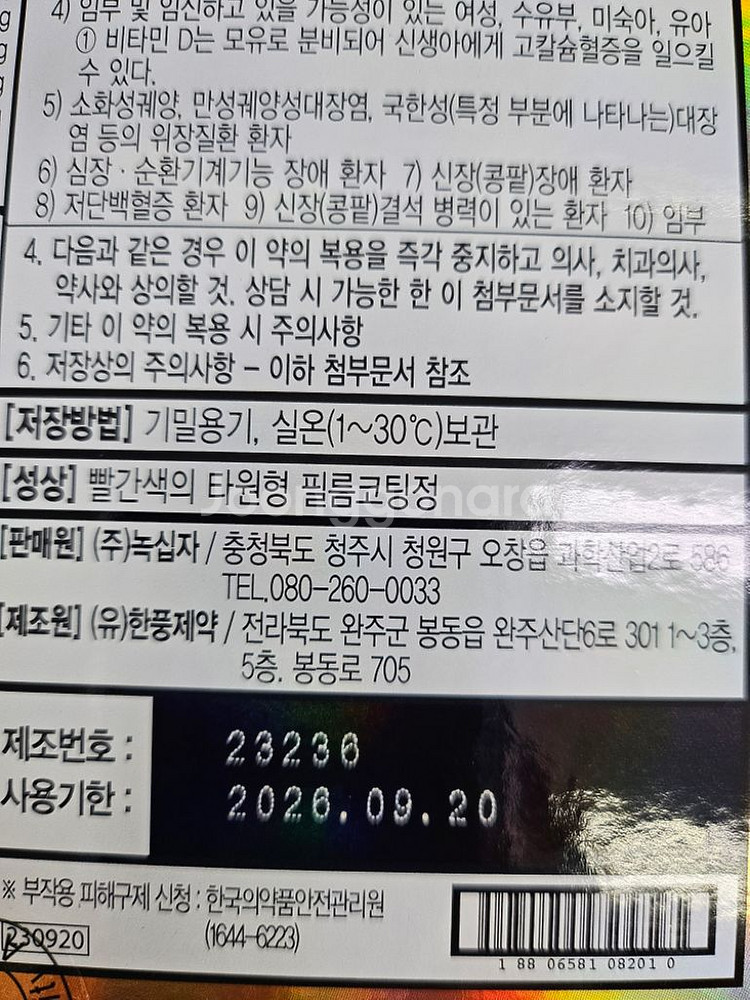 4) 임부 및 임신하고 있을 가능성이 있는 여성, 수유부, 미숙아, 유아
① 비타민 D는 모유로 분비되어 신생아에게 고칼슘혈증을 일으킬
수 있다.
5) 소화성궤양, 만성궤양성대장염, 국한성(특정 부분에 나타나는)대장
염 등의 위장질환 환자
6) 심장 · 순환기계기능 장애 환자 7) 신장(콩팥)장애 환자
8) 저단백혈증 환자 9) 신장(콩팥)결석 병력이 있는 환자 10) 임부
4. 다음과 같은 경우 이 약의 복용을 즉각 중지하고 의사, 치과의사,
약사와 상의할 것. 상담 시 가능한 한 이 첨부문서를 소지할 것.
5. 기타 이 약의 복용 시 주의사항
6. 저장상의 주의사항 – 이하 첨부문서 참조
[저장방법] 기밀용기, 실온(1~30℃)보관
[성상] 빨간색의 타원형 필름코팅정
[판매원] (주)녹십자 / 충청북도 청주시 청원구 오창읍 과학산업2로 586
TEL.080-260-0033
[제조원] (유)한풍제약 / 전라북도 완주군 봉동읍 완주산단6로 301 1~3층,
5층. 봉동로 705
제조번호 : 23236
사용기한 : 2026.09.20
※ 부작용 피해구제 신청 : 한국의약품안전관리원
(1644-6223)
230920
1 88 06581 08201 0